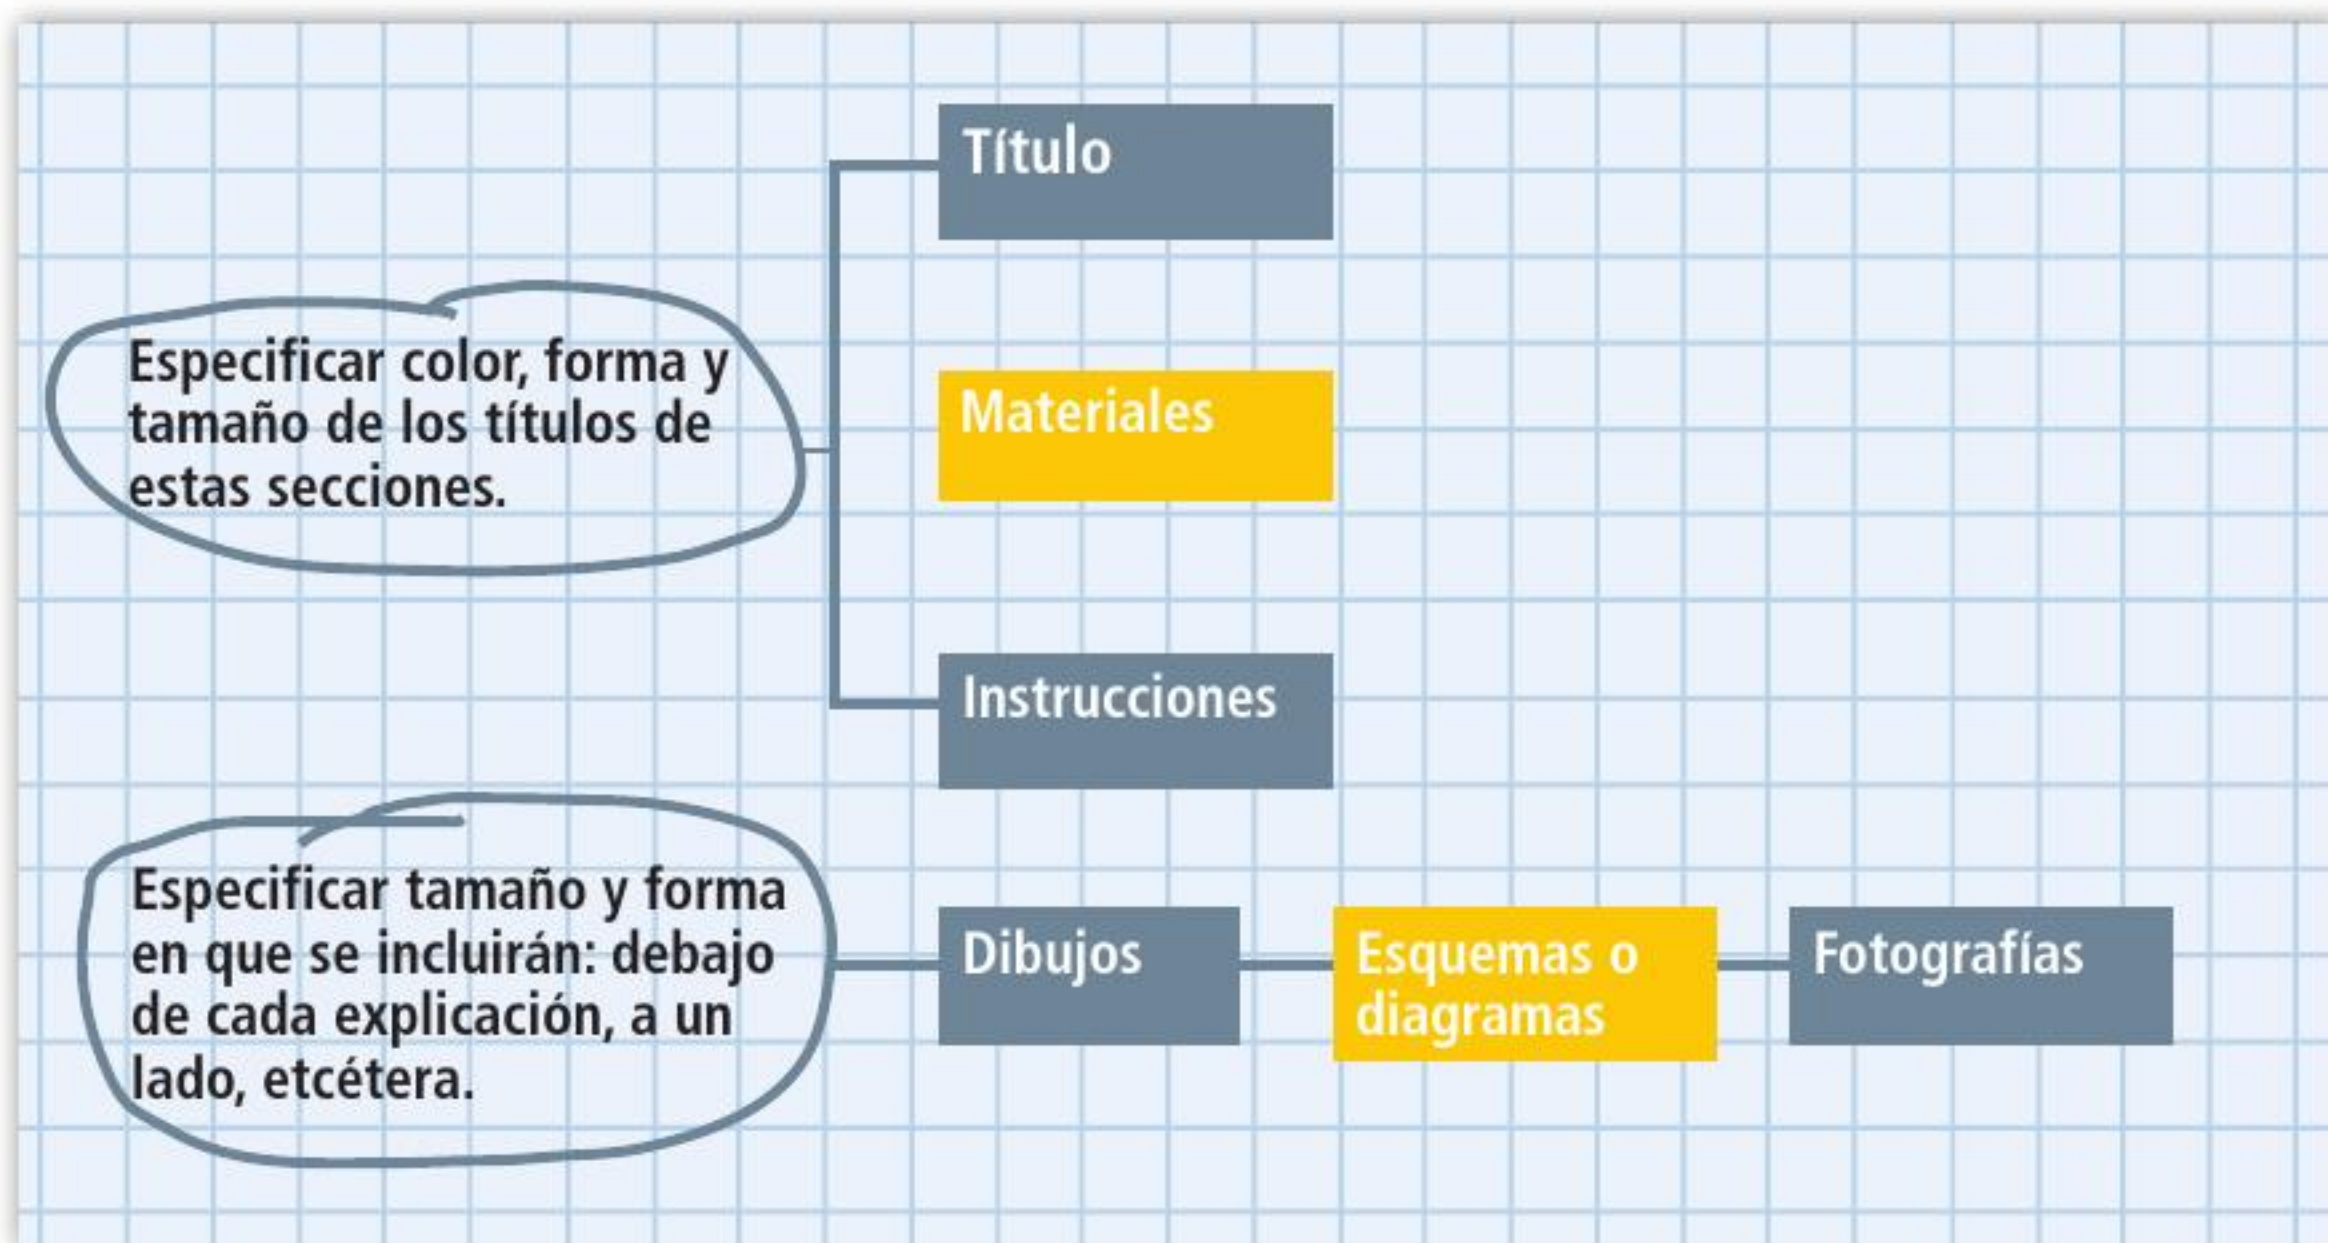 Título
Especificar color, forma y
tamaño de los títulos de
estas secciones.
Materiales
Instrucciones
Especificar tamaño y forma
en que se incluirán: debajo
de cada explicación, a un
lado, etcétera.
Dibujos
Esquemas o
diagramas
Fotografías